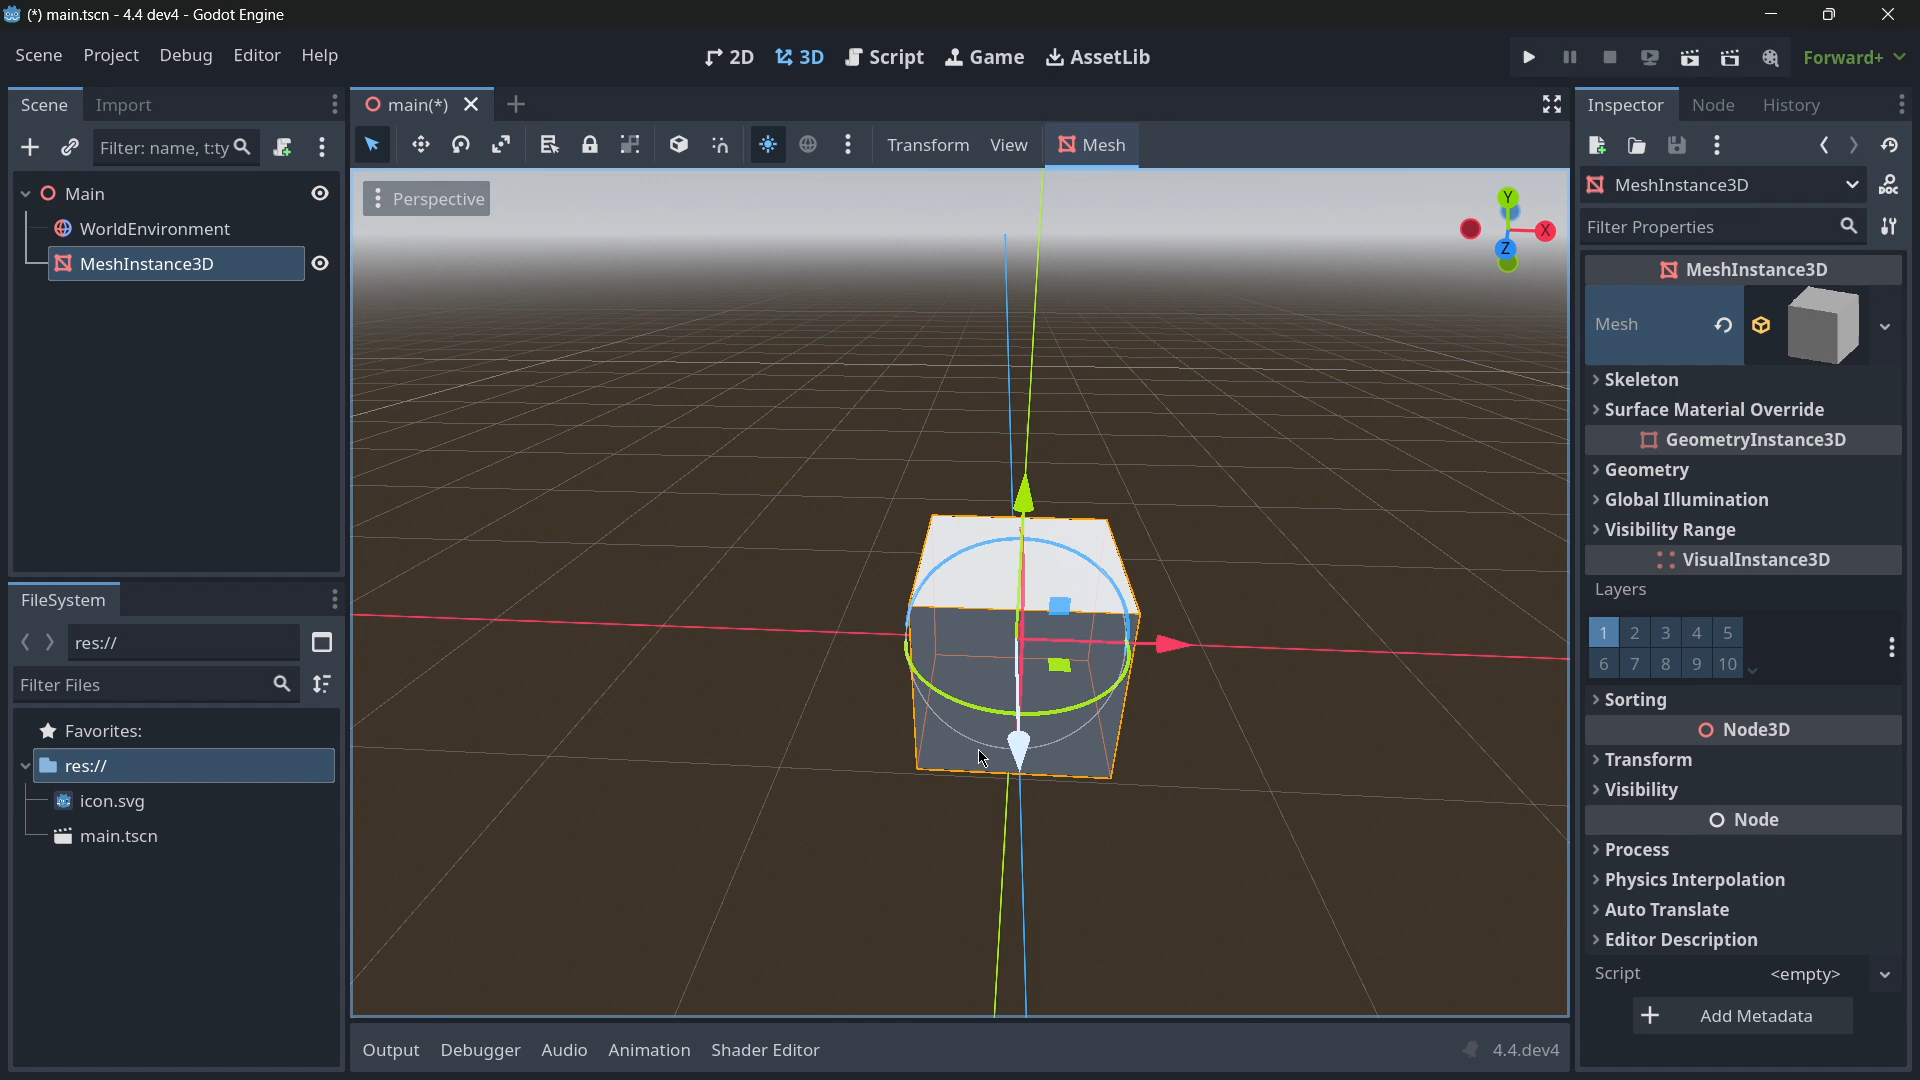 (*) main.tscn - 4.4 dev4 - Godot Engine
Scene Project Debug Editor Help
2D 3D Script Game AssetLib
Forward+
Scene Import
Filter: name, t:ty
Main
WorldEnvironment
MeshInstance3D
FileSystem
res://
Filter Files
Favorites:
res://
icon.svg
main.tscn
main(*)
Transform View Mesh
Perspective
Y
X
Z
Output Debugger Audio Animation Shader Editor
4.4.dev4
Inspector Node History
MeshInstance3D
DOC
Filter Properties
MeshInstance3D
Mesh
Skeleton
Surface Material Override
GeometryInstance3D
Geometry
Global Illumination
Visibility Range
VisualInstance3D
Layers
1 2 3 4 5
6 7 8 9 10
Sorting
Node3D
Transform
Visibility
Node
Process
Physics Interpolation
Auto Translate
Editor Description
Script <empty>
Add Metadata